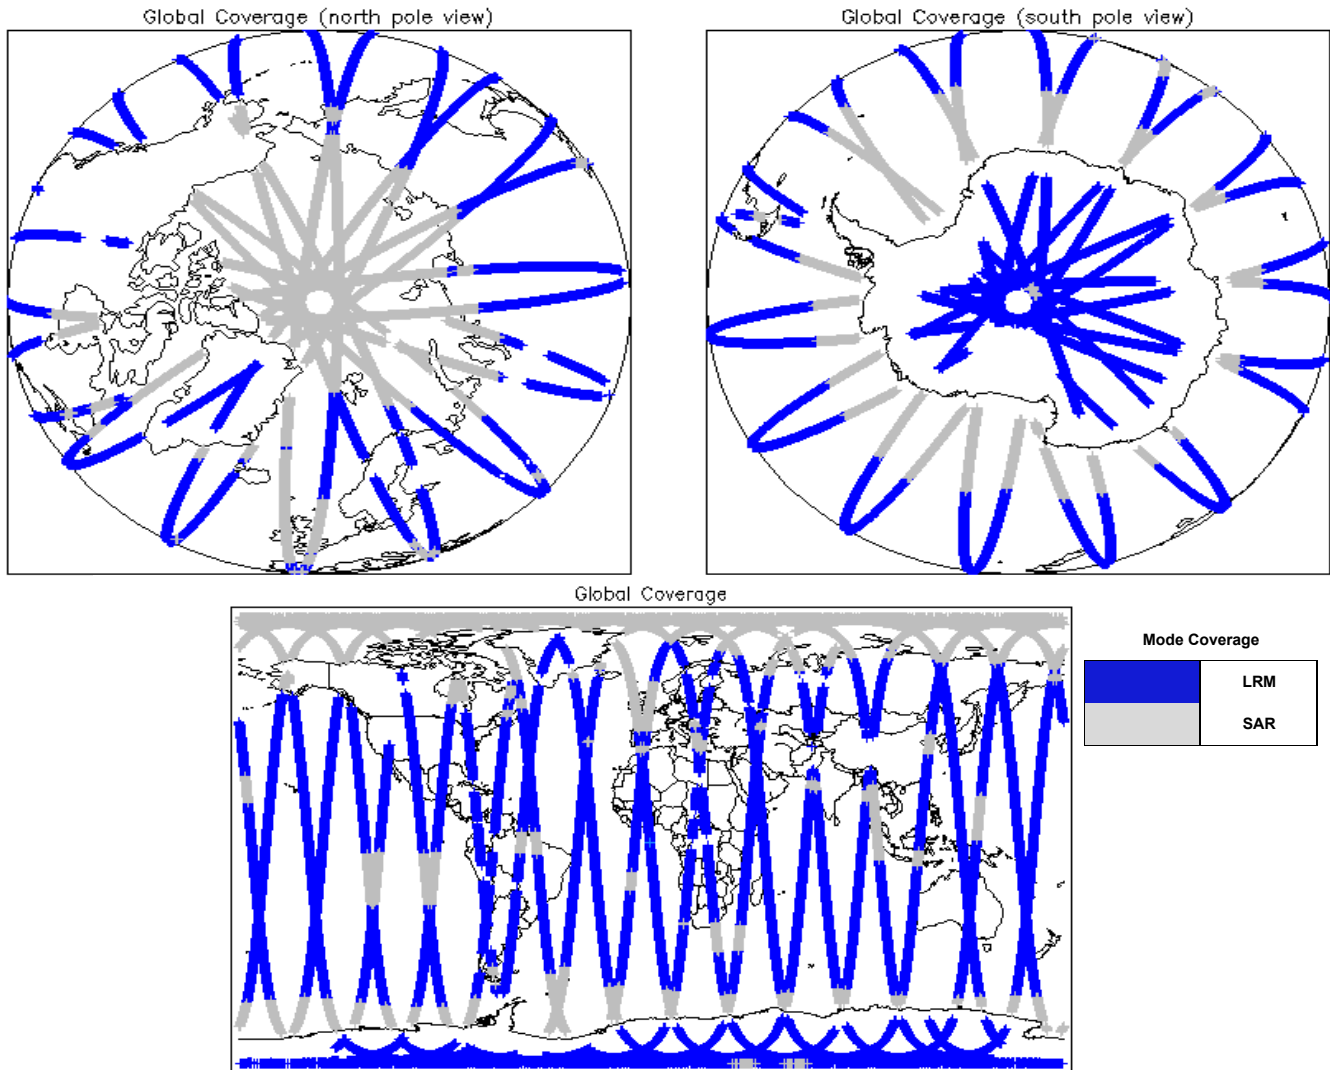 Global Coverage (north pole view)
Global Coverage (south pole view)
Global Coverage
Mode Coverage
LRM
SAR